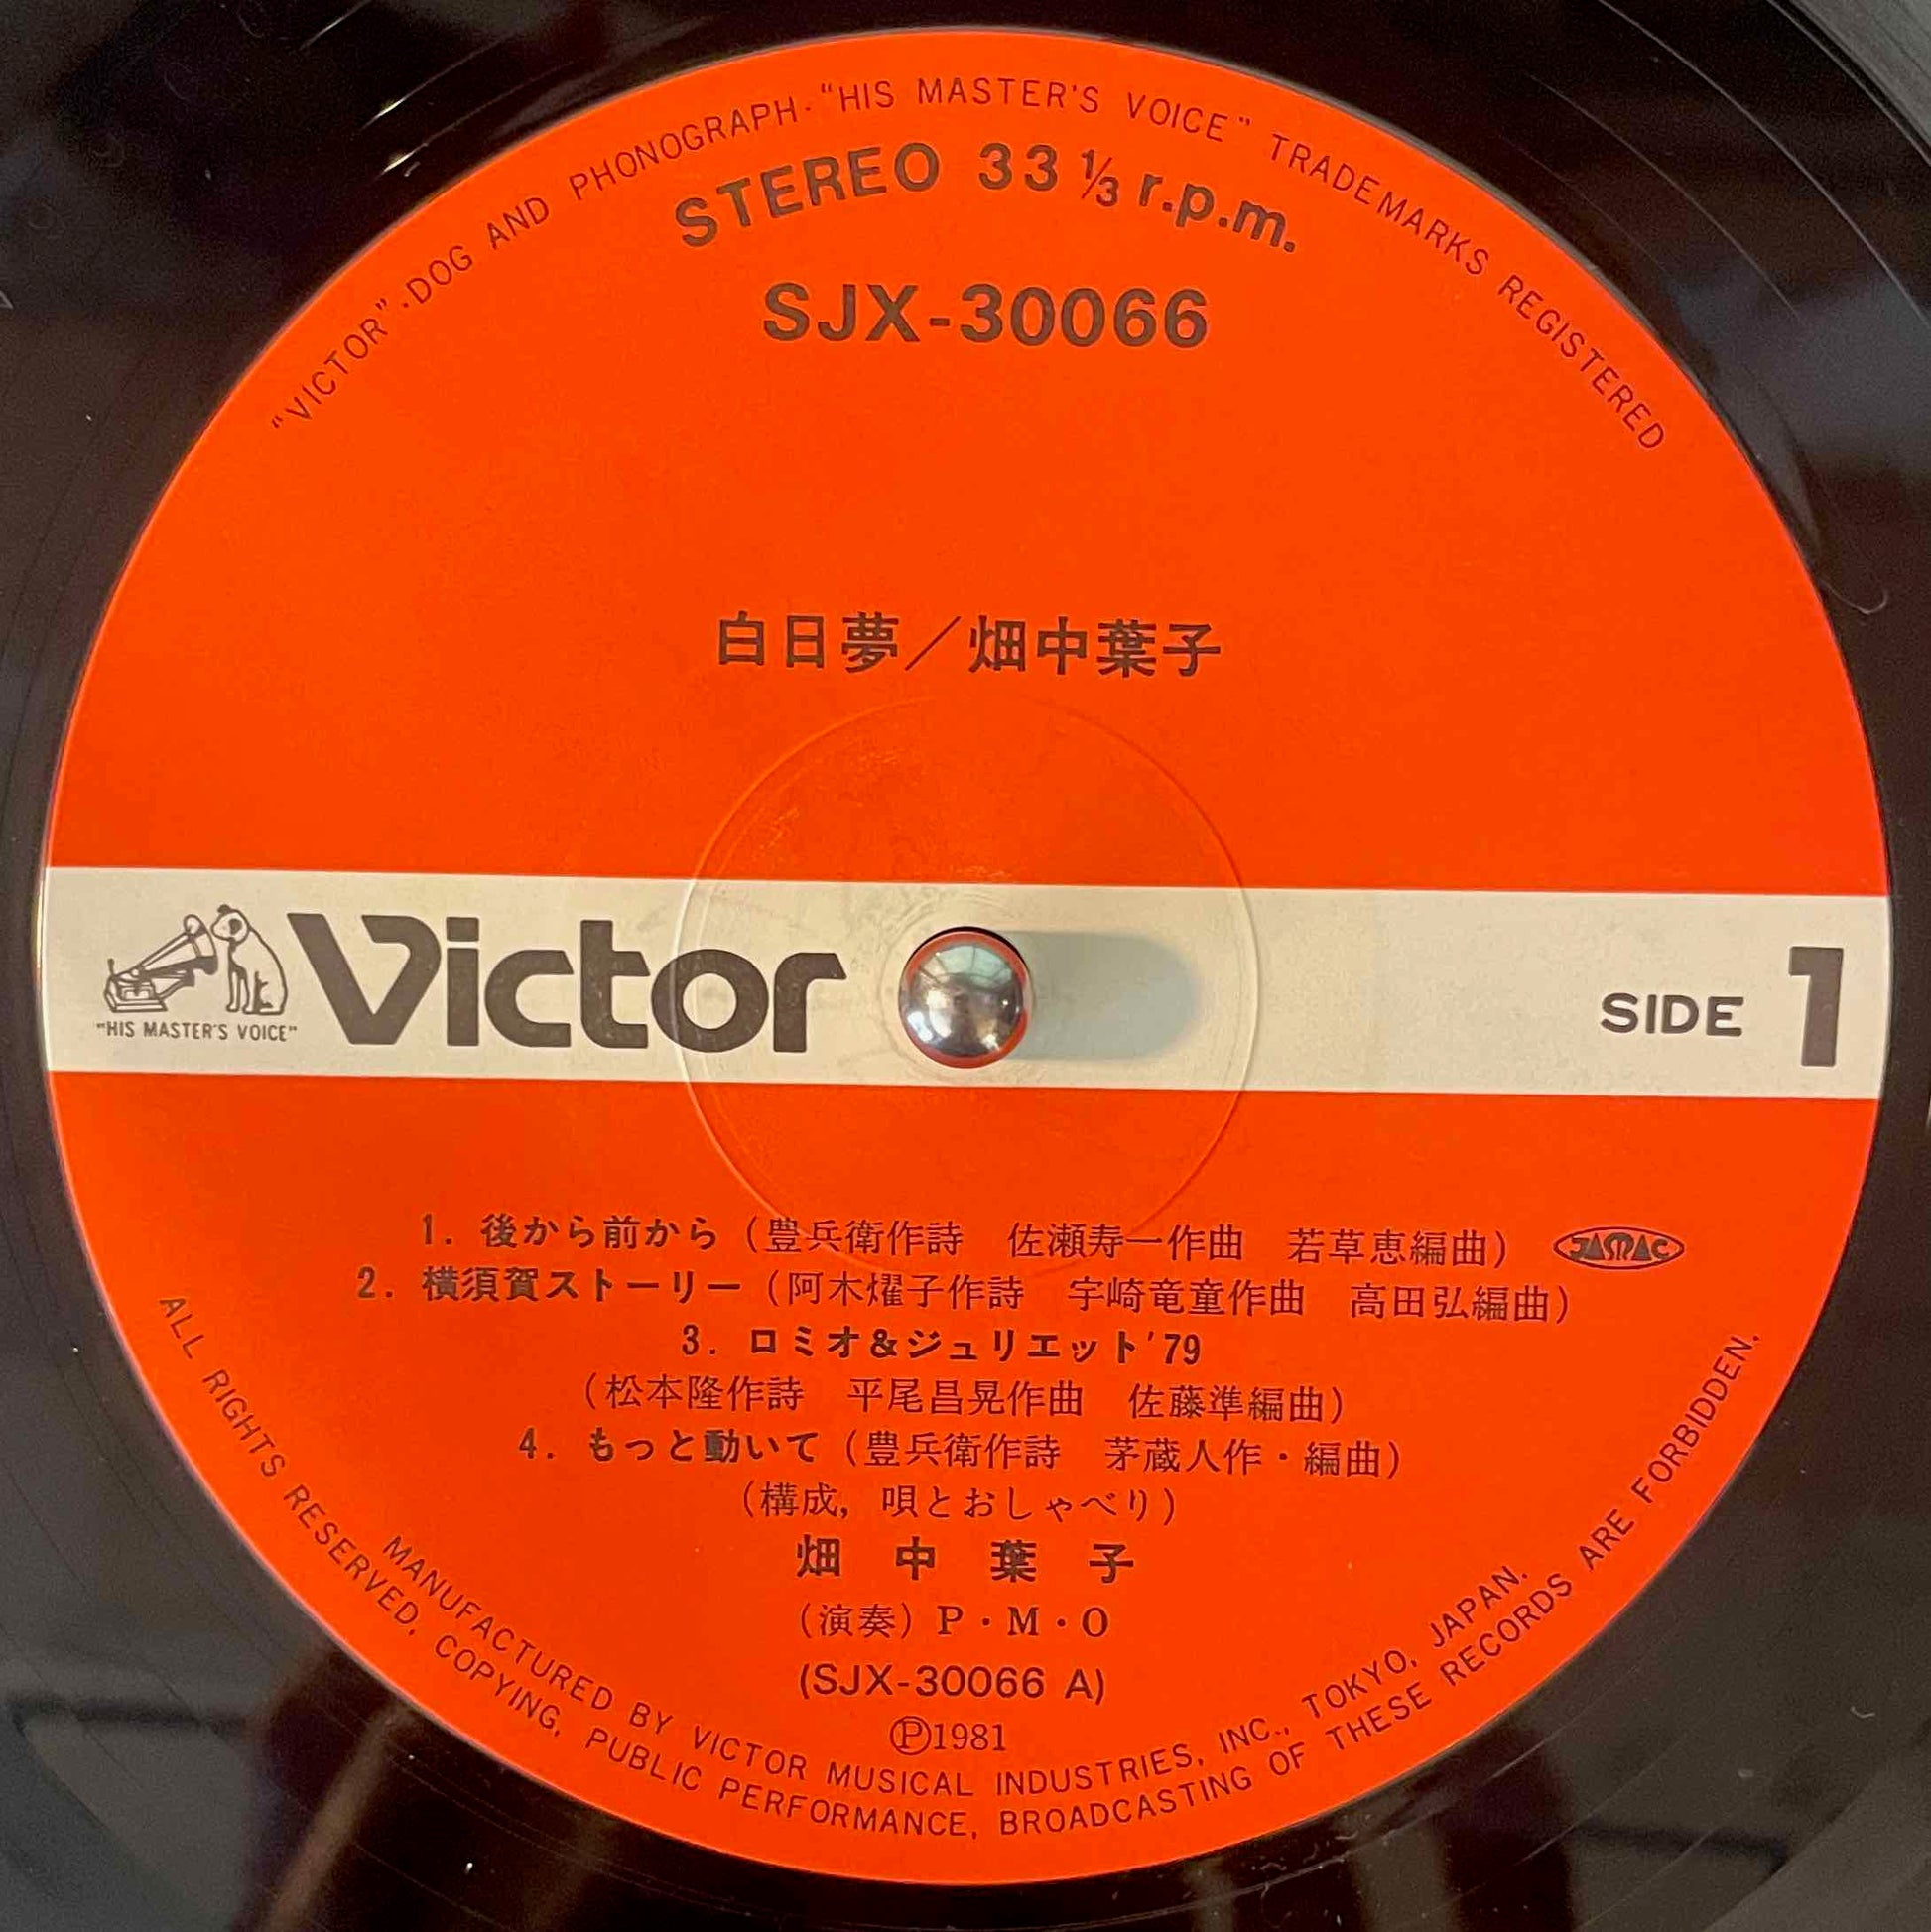 "VICTOR"·DOG AND PHONOGRAPH·"HIS MASTER'S VOICE" TRADEMARKS REGISTERED
STEREO 33⅓ r.p.m.
SJX-30066
白日夢／畑中葉子
"HIS MASTER'S VOICE"
Victor
SIDE 1
1. 後から前から（豊兵衛作詩　佐瀬寿一作曲　若草恵編曲） JASRAC
2. 横須賀ストーリー（阿木燿子作詩　宇崎竜童作曲　高田弘編曲）
3. ロミオ&ジュリエット'79
（松本隆作詩　平尾昌晃作曲　佐藤準編曲）
4. もっと動いて（豊兵衛作詩　茅蔵人作・編曲）
（構成，唄とおしゃべり）
畑中葉子
（演奏）P・M・O
(SJX-30066 A)
Ⓟ1981
MANUFACTURED BY VICTOR MUSICAL INDUSTRIES, INC., TOKYO, JAPAN.
ALL RIGHTS RESERVED, COPYING, PUBLIC PERFORMANCE, BROADCASTING OF THESE RECORDS ARE FORBIDDEN.